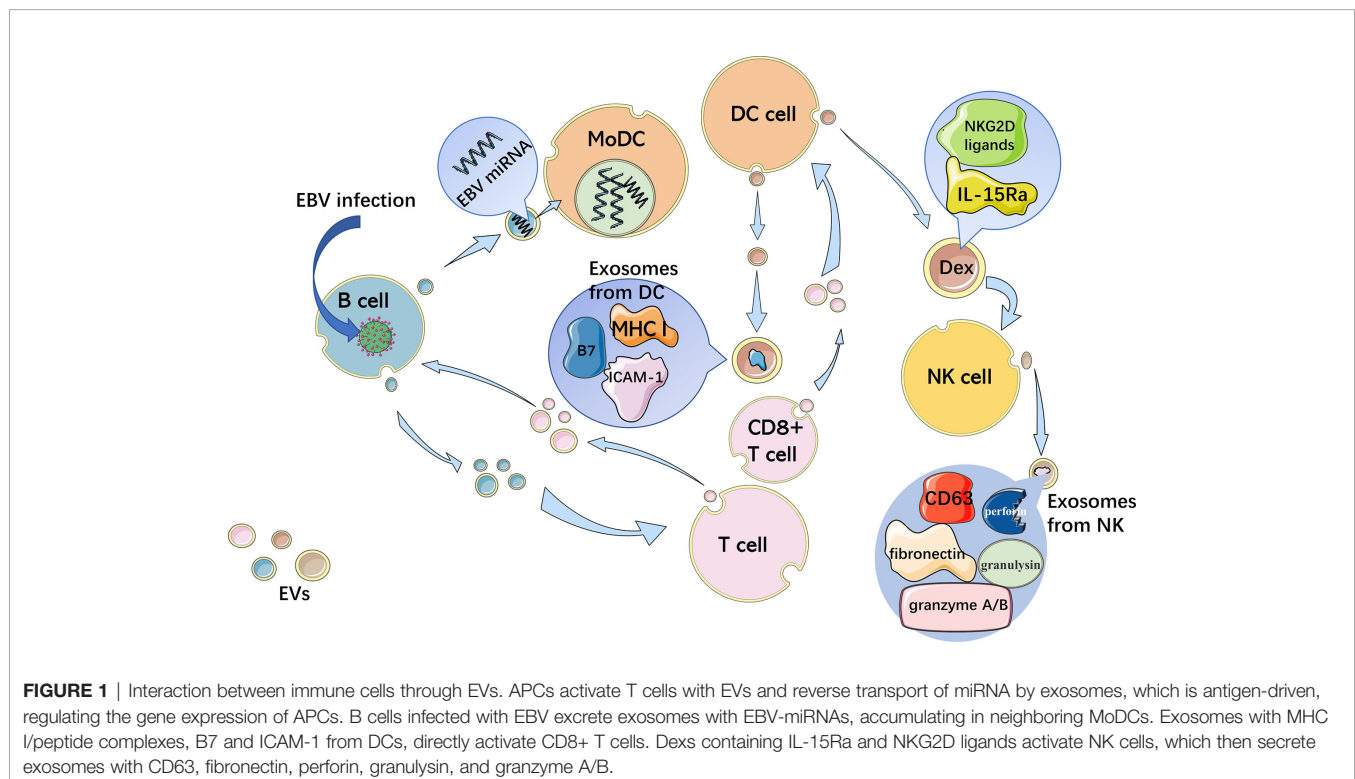 EBV infection
B cell
EBV miRNA
MoDC
DC cell
NKG2D
ligands
IL-15Ra
Dex
Exosomes
from DC
MHC I
B7
ICAM-1
CD8+
T cell
T cell
NK cell
Exosomes
from NK
CD63
perforin
fibronectin
granulysin
granzyme A/B
EVs
FIGURE 1 | Interaction between immune cells through EVs. APCs activate T cells with EVs and reverse transport of miRNA by exosomes, which is antigen-driven,
regulating the gene expression of APCs. B cells infected with EBV excrete exosomes with EBV-miRNAs, accumulating in neighboring MoDCs. Exosomes with MHC
I/peptide complexes, B7 and ICAM-1 from DCs, directly activate CD8+ T cells. Dexs containing IL-15Ra and NKG2D ligands activate NK cells, which then secrete
exosomes with CD63, fibronectin, perforin, granulysin, and granzyme A/B.